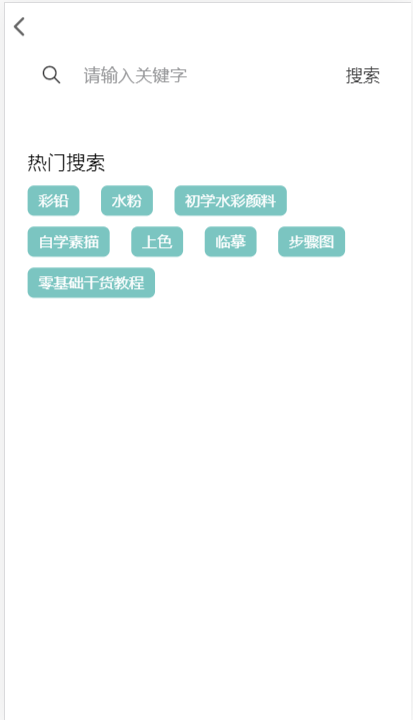 请输入关键字 搜索
热门搜索
彩铅 水粉 初学水彩颜料
自学素描 上色 临摹 步骤图
零基础干货教程